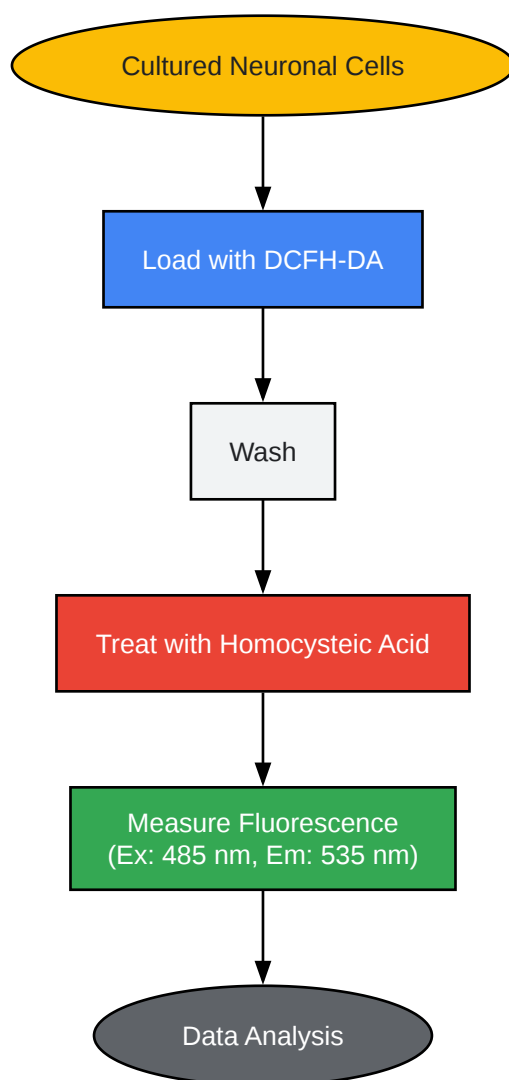 Cultured Neuronal Cells
Load with DCFH-DA
Wash
Treat with Homocysteic Acid
Measure Fluorescence
(Ex: 485 nm, Em: 535 nm)
Data Analysis